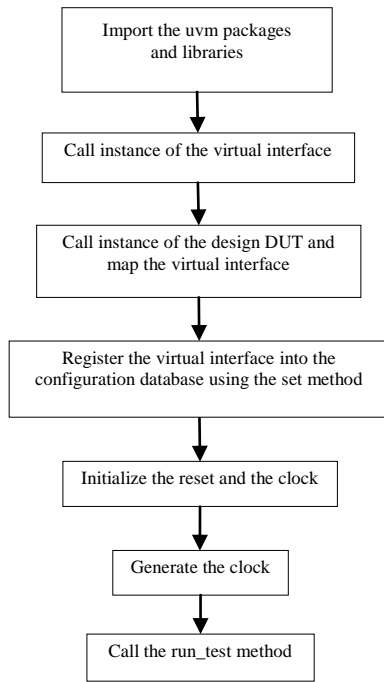 Import the uvm packages
and libraries
Call instance of the virtual interface
Call instance of the design DUT and
map the virtual interface
Register the virtual interface into the
configuration database using the set method
Initialize the reset and the clock
Generate the clock
Call the run_test method